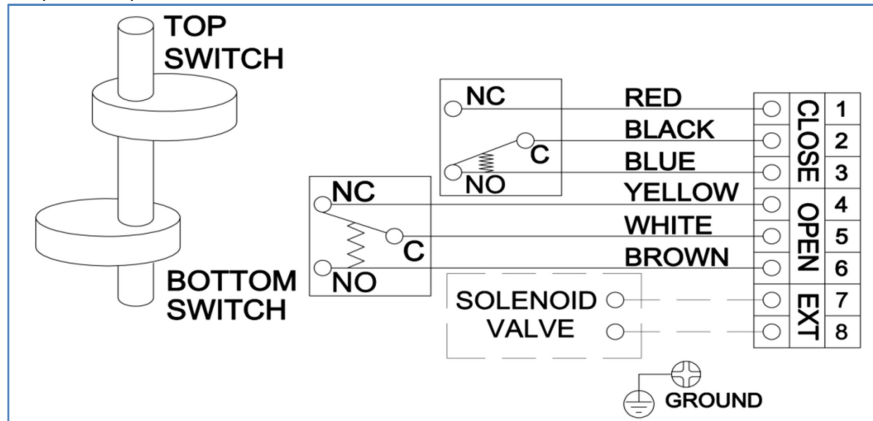 TOP
SWITCH
NC
C
NO
RED
BLACK
BLUE
YELLOW
WHITE
BROWN
CLOSE
OPEN
EXT
1
2
3
4
5
6
7
8
NC
C
NO
BOTTOM
SWITCH
SOLENOID
VALVE
GROUND